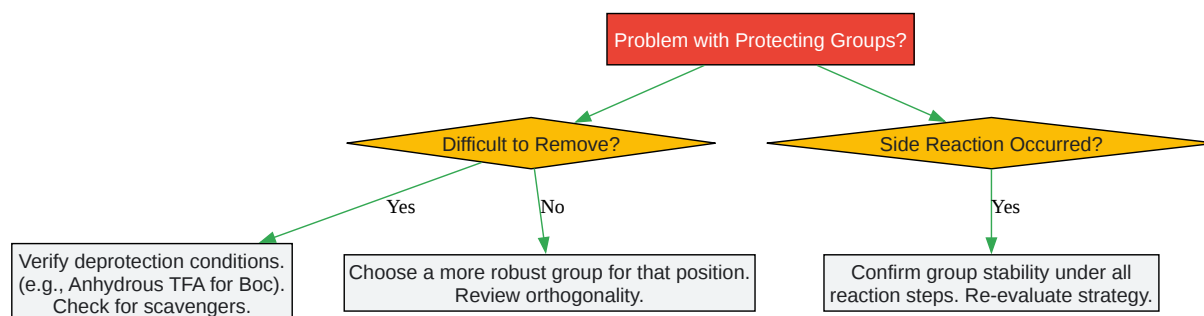 Problem with Protecting Groups?
Difficult to Remove?
Side Reaction Occurred?
Yes
No
Yes
Verify deprotection conditions.
(e.g., Anhydrous TFA for Boc).
Check for scavengers.
Choose a more robust group for that position.
Review orthogonality.
Confirm group stability under all
reaction steps. Re-evaluate strategy.